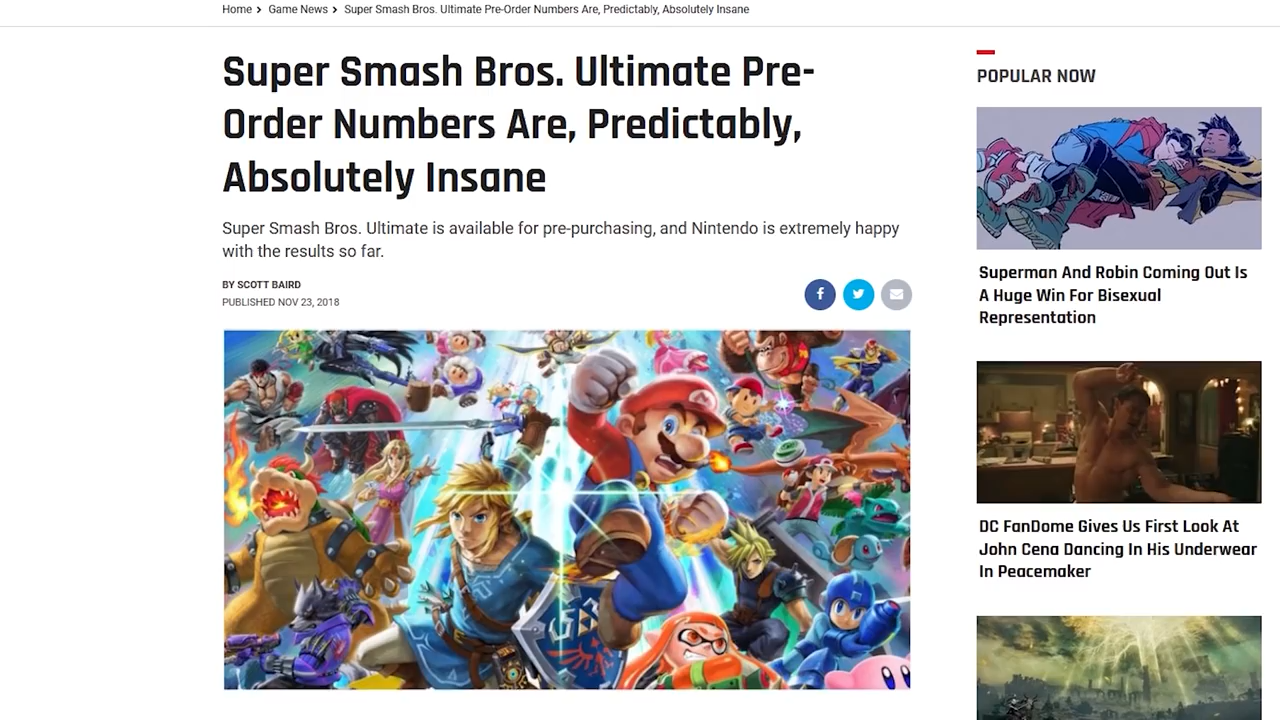 Home > Game News > Super Smash Bros. Ultimate Pre-Order Numbers Are, Predictably, Absolutely Insane
Super Smash Bros. Ultimate Pre-
Order Numbers Are, Predictably,
Absolutely Insane
Super Smash Bros. Ultimate is available for pre-purchasing, and Nintendo is extremely happy
with the results so far.
BY SCOTT BAIRD
PUBLISHED NOV 23, 2018
POPULAR NOW
Superman And Robin Coming Out Is
A Huge Win For Bisexual
Representation
DC FanDome Gives Us First Look At
John Cena Dancing In His Underwear
In Peacemaker